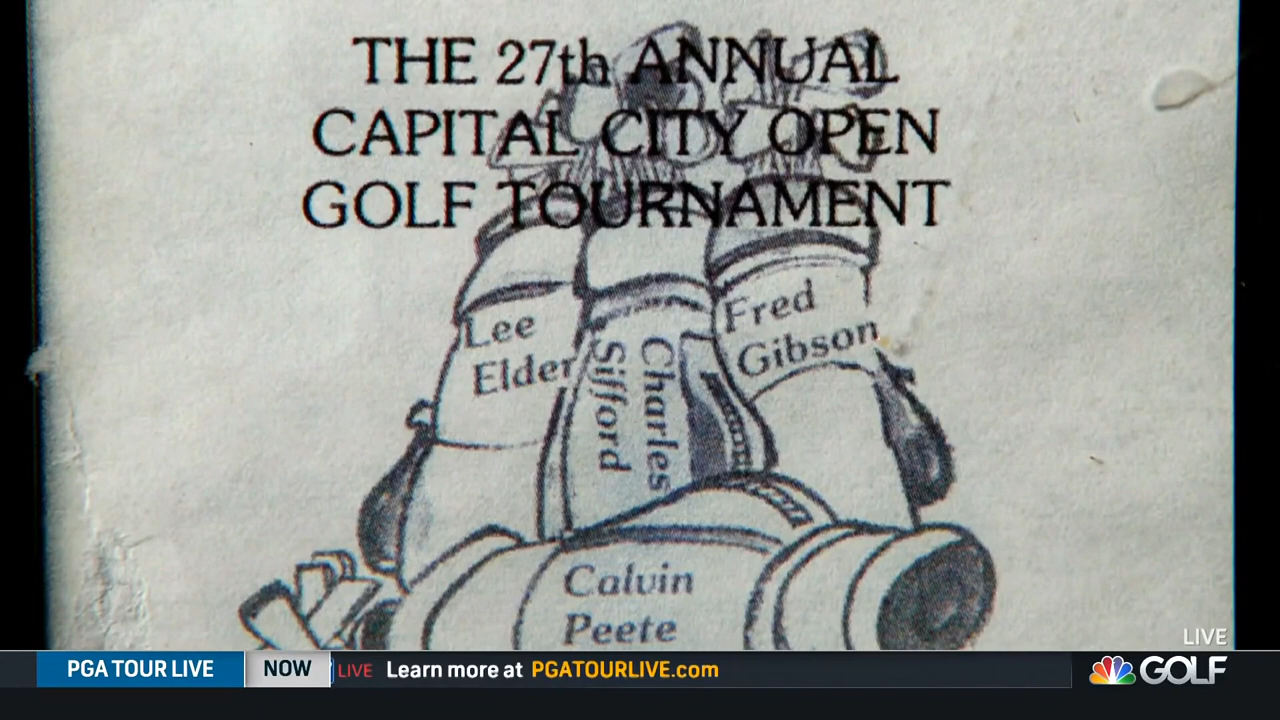 THE 27th ANNUAL
CAPITAL CITY OPEN
GOLF TOURNAMENT
Lee
Elder
Charles
Sifford
Fred
Gibson
Calvin
Peete
LIVE
PGA TOUR LIVE
NOW
LIVE
Learn more at PGATOURLIVE.com
GOLF